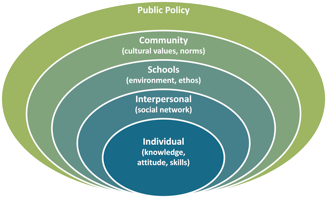 Public Policy
Community
(cultural values, norms)
Schools
(environment, ethos)
Interpersonal
(social network)
Individual
(knowledge,
attitude, skills)